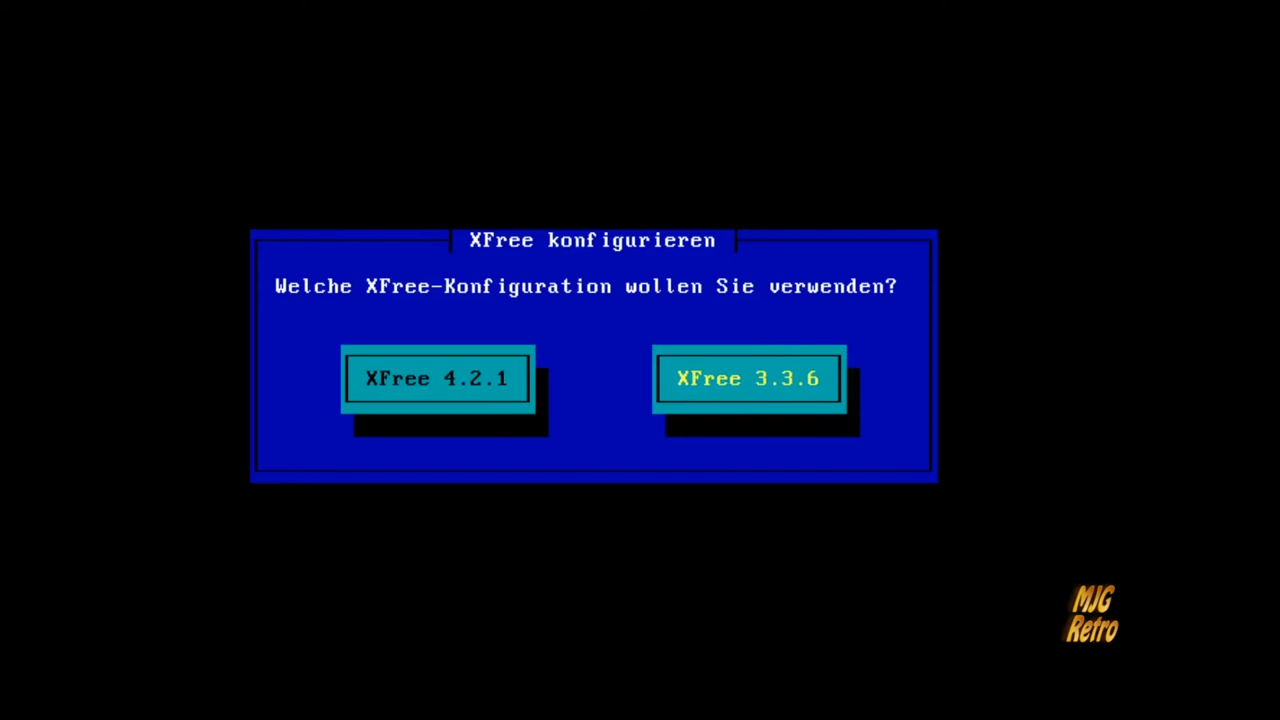 XFree konfigurieren
Welche XFree-Konfiguration wollen Sie verwenden?
XFree 4.2.1 XFree 3.3.6
MJG
Retro